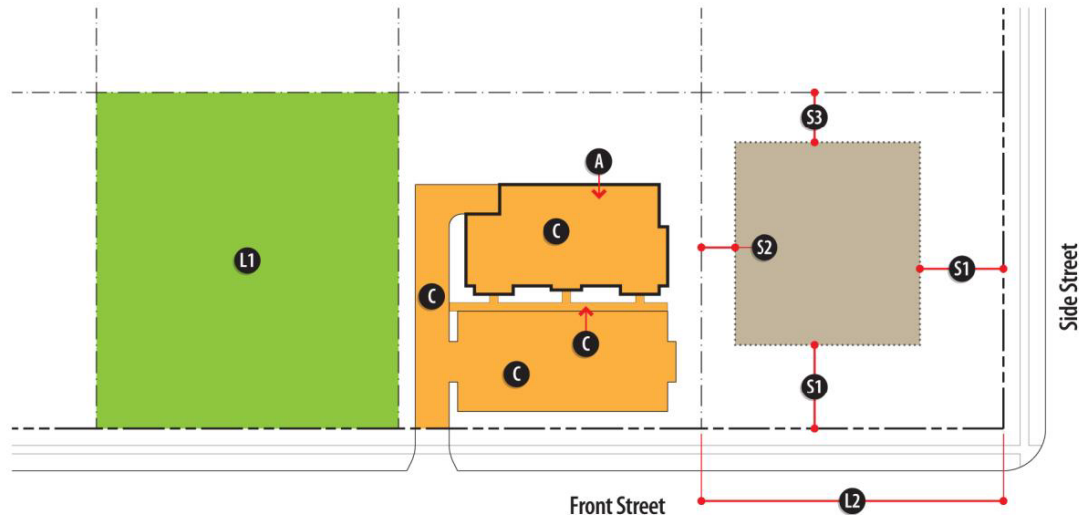 S3
A
C
L1
S2
S1
C
C
C
S1
Side Street
L2
Front Street